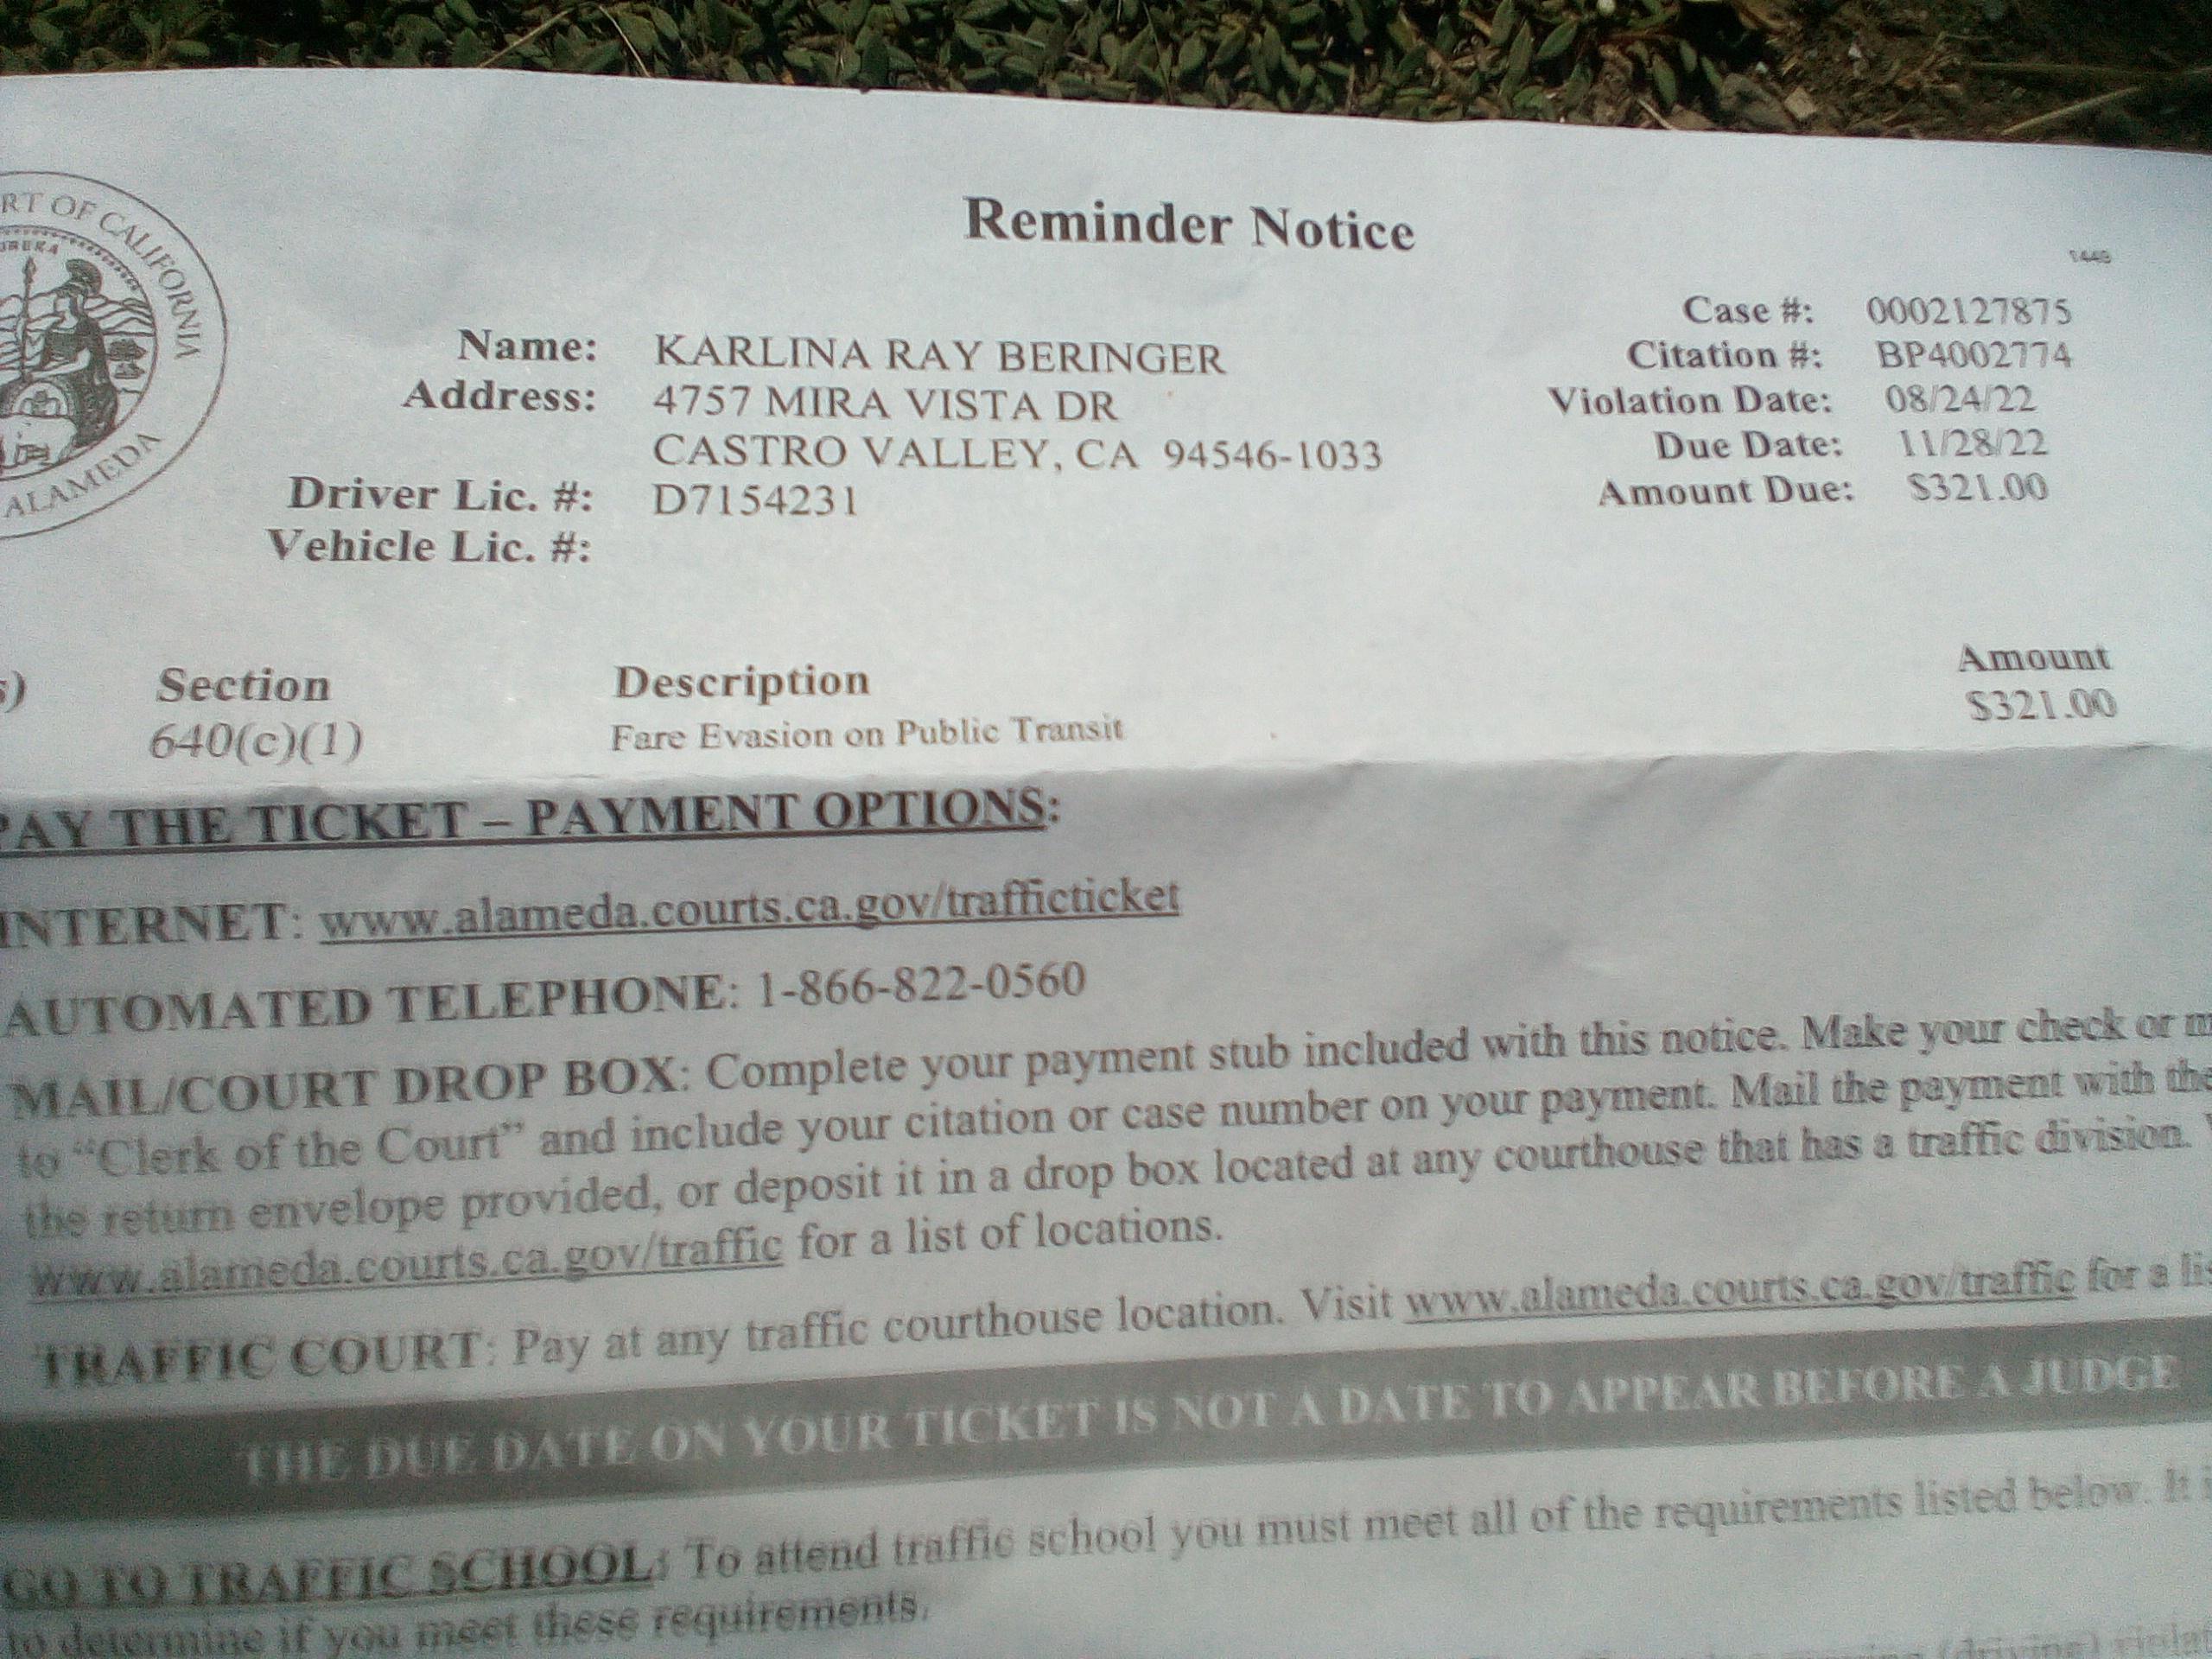 Reminder Notice
1449
RT OF CALIFORNIA
EUREKA
ALAMEDA
Name: KARLINA RAY BERINGER
Address: 4757 MIRA VISTA DR
CASTRO VALLEY, CA 94546-1033
Driver Lic. #: D7154231
Vehicle Lic. #:
Case #: 0002127875
Citation #: BP4002774
Violation Date: 08/24/22
Due Date: 11/28/22
Amount Due: $321.00
s) Section Description Amount
640(c)(1) Fare Evasion on Public Transit $321.00
PAY THE TICKET – PAYMENT OPTIONS:
INTERNET: www.alameda.courts.ca.gov/trafficticket
AUTOMATED TELEPHONE: 1-866-822-0560
MAIL/COURT DROP BOX: Complete your payment stub included with this notice. Make your check or m
to “Clerk of the Court” and include your citation or case number on your payment. Mail the payment with the
the return envelope provided, or deposit it in a drop box located at any courthouse that has a traffic division.
www.alameda.courts.ca.gov/traffic for a list of locations.
TRAFFIC COURT: Pay at any traffic courthouse location. Visit www.alameda.courts.ca.gov/traffic for a lis
THE DUE DATE ON YOUR TICKET IS NOT A DATE TO APPEAR BEFORE A JUDGE
GO TO TRAFFIC SCHOOL: To attend traffic school you must meet all of the requirements listed below. It i
to determine if you meet these requirements.
(driving) violat